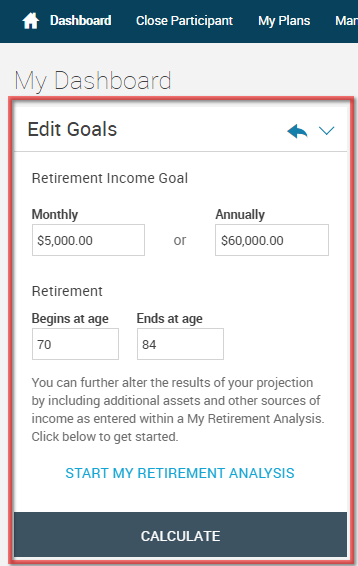 Dashboard Close Participant My Plans Mar
My Dashboard
Edit Goals
Retirement Income Goal
Monthly Annually
$5,000.00 or $60,000.00
Retirement
Begins at age Ends at age
70 84
You can further alter the results of your projection
by including additional assets and other sources of
income as entered within a My Retirement Analysis.
Click below to get started.
START MY RETIREMENT ANALYSIS
CALCULATE